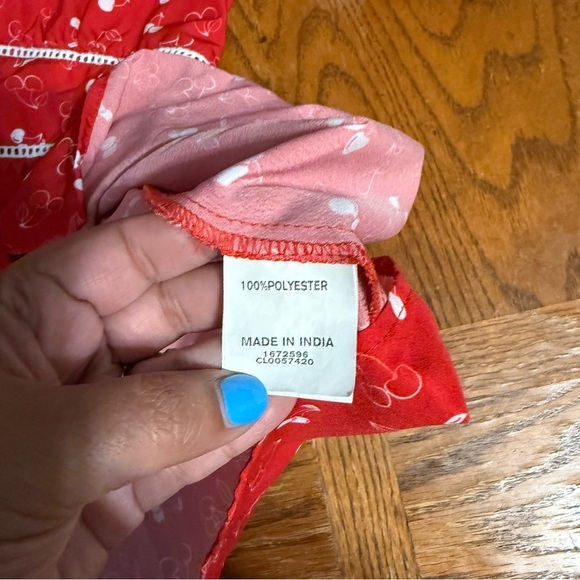 100%POLYESTER
MADE IN INDIA
1672596
CL0057420